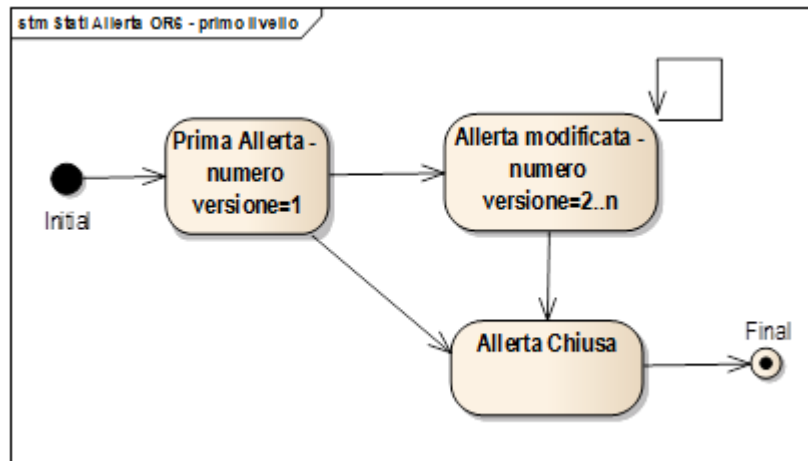 stm Stati Allerta ORS - primo livello
Prima Allerta -
numero
versione=1
Allerta modificata -
numero
versione=2..n
Initial
Allerta Chiusa
Final